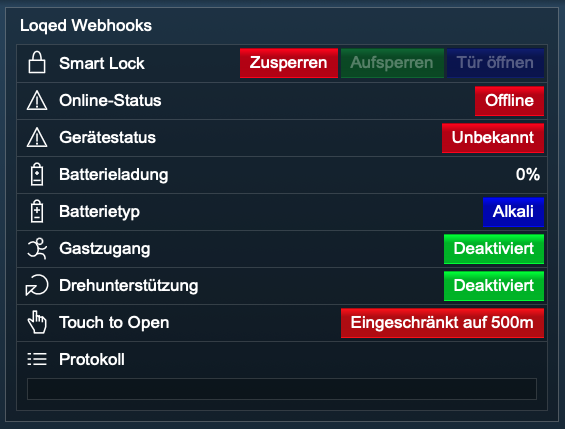 Loqed Webhooks
Smart Lock Zusperren Aufsperren Tür öffnen
Online-Status Offline
Gerätestatus Unbekannt
Batterieladung 0%
Batterietyp Alkali
Gastzugang Deaktiviert
Drehunterstützung Deaktiviert
Touch to Open Eingeschränkt auf 500m
Protokoll